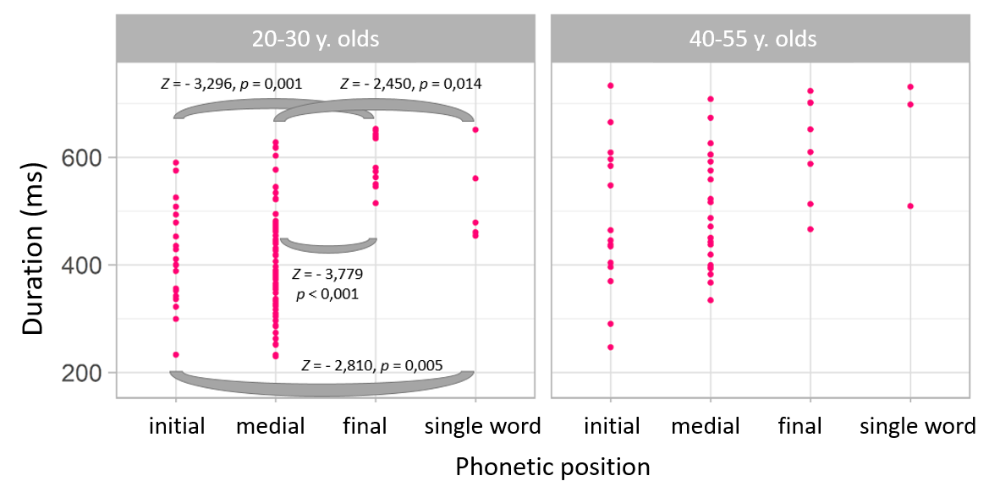 20-30 y. olds
40-55 y. olds
Z = - 3,296, p = 0,001
Z = - 2,450, p = 0,014
Z = - 3,779
p < 0,001
Z = - 2,810, p = 0,005
Duration (ms)
600
400
200
initial medial final single word
initial medial final single word
Phonetic position